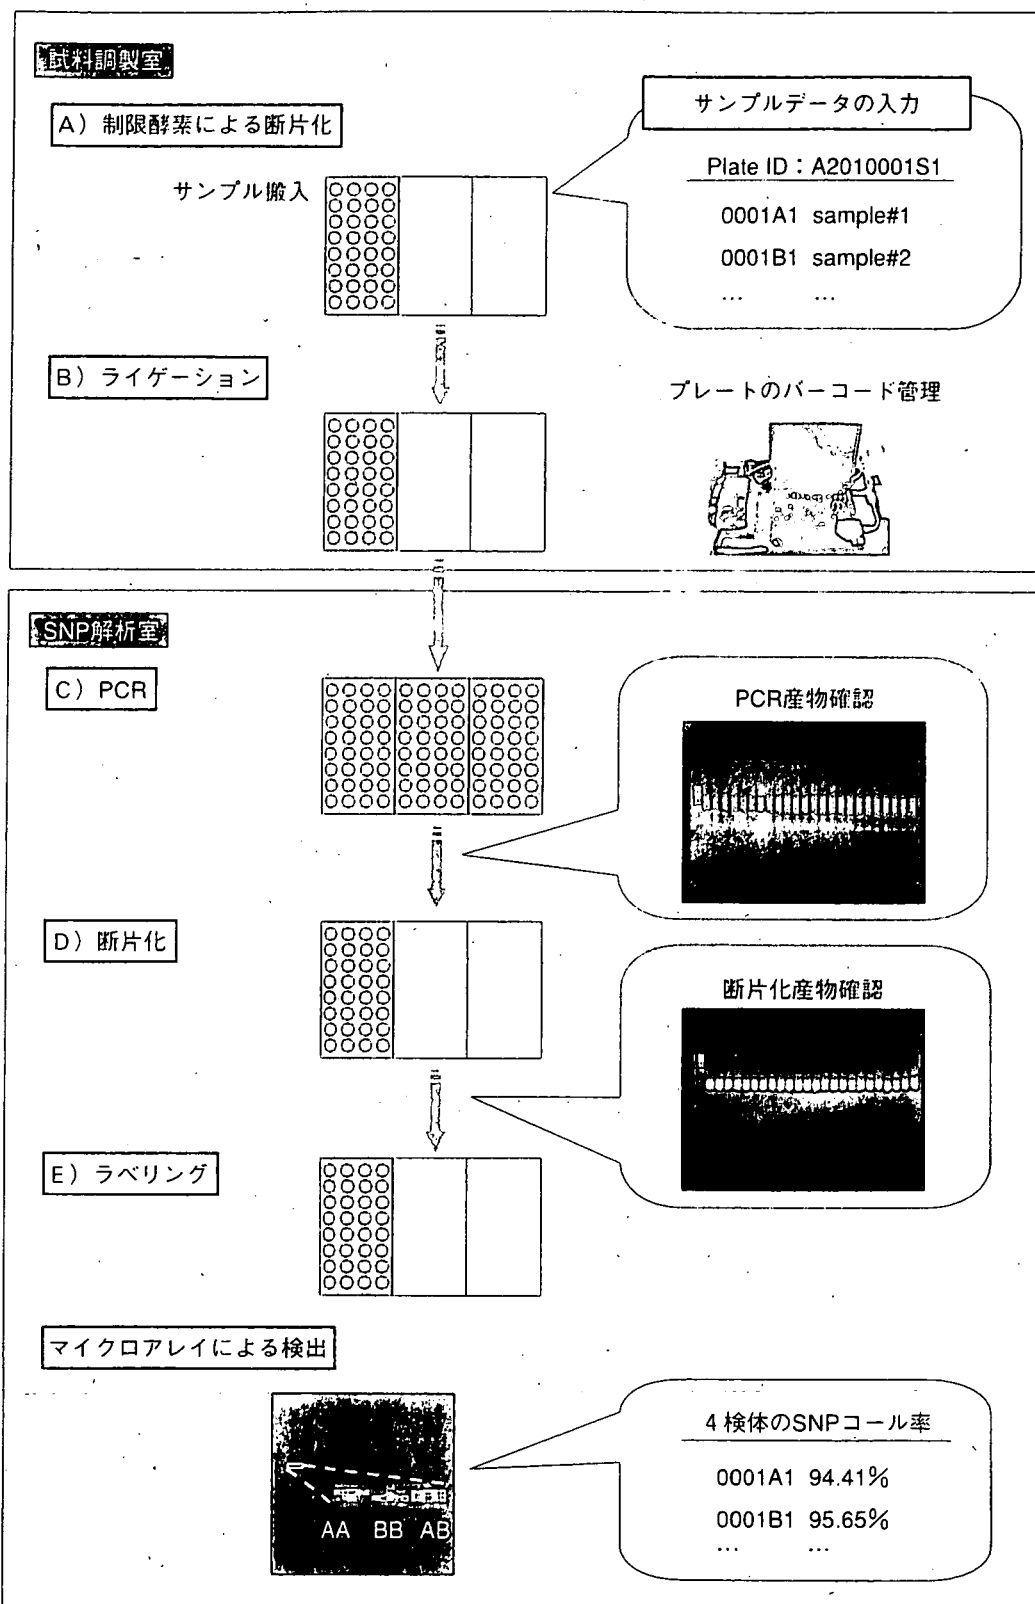 試料調製室
A) 制限酵素による断片化
サンプル搬入
サンプルデータの入力
Plate ID：A2010001S1
0001A1 sample#1
0001B1 sample#2
… …
B) ライゲーション
プレートのバーコード管理
SNP解析室
C) PCR
PCR産物確認
D) 断片化
断片化産物確認
E) ラベリング
マイクロアレイによる検出
AA BB AB
4検体のSNPコール率
0001A1 94.41%
0001B1 95.65%
… …